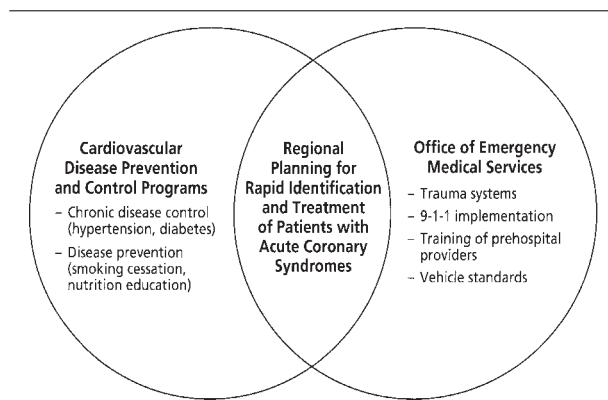 Cardiovascular
Disease Prevention
and Control Programs
– Chronic disease control
(hypertension, diabetes)
– Disease prevention
(smoking cessation,
nutrition education)
Regional
Planning for
Rapid Identification
and Treatment
of Patients with
Acute Coronary
Syndromes
Office of Emergency
Medical Services
– Trauma systems
– 9-1-1 implementation
– Training of prehospital
providers
– Vehicle standards